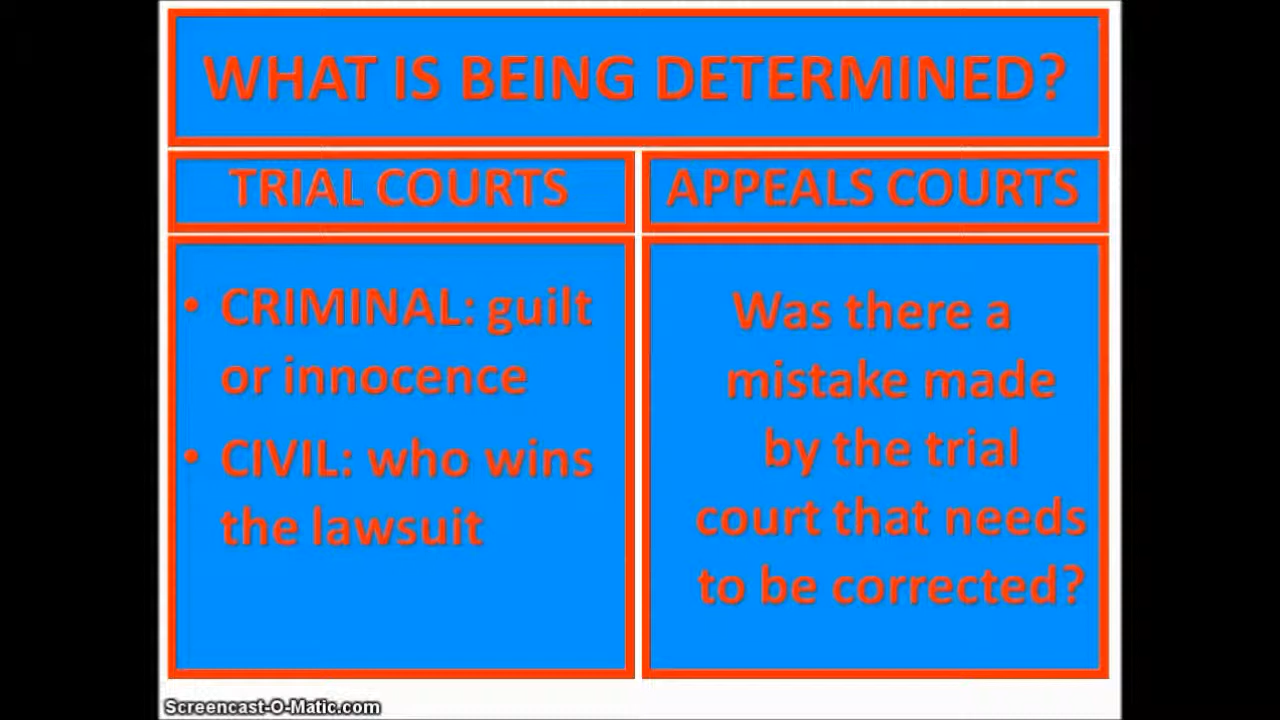 WHAT IS BEING DETERMINED?
TRIAL COURTS
APPEALS COURTS
• CRIMINAL: guilt
or innocence
• CIVIL: who wins
the lawsuit
Was there a
mistake made
by the trial
court that needs
to be corrected?
Screencast-O-Matic.com